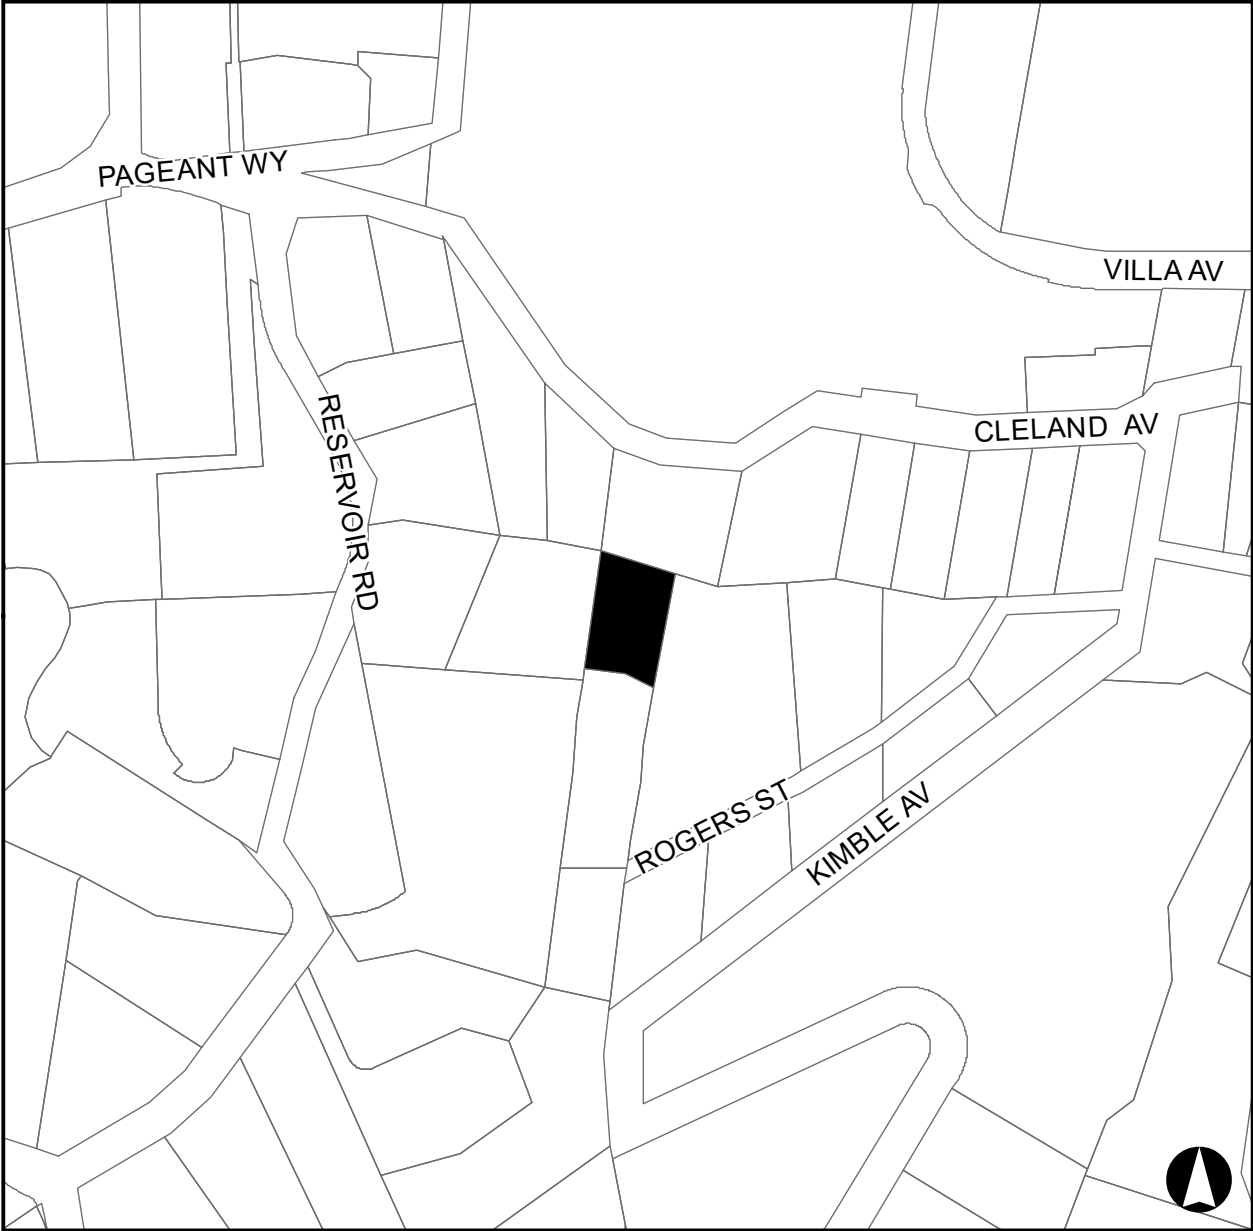 PAGEANT WY
VILLA AV
CLELAND AV
RESERVOIR RD
ROGERS ST
KIMBLE AV